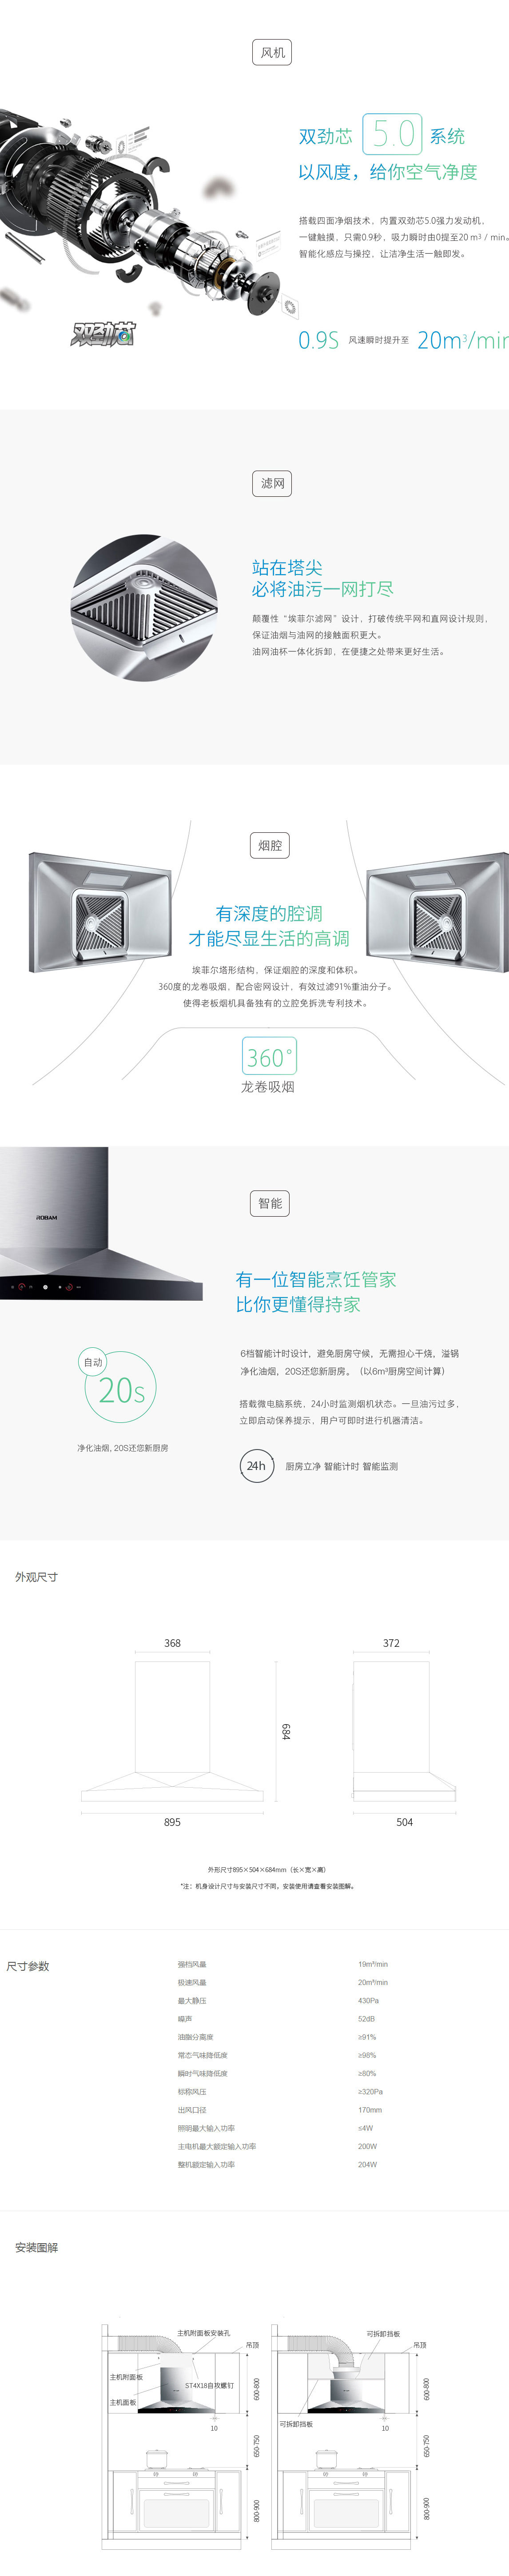 风机
双劲芯 5.0 系统
以风度，给你空气净度
搭载四面净烟技术，内置双劲芯5.0强力发动机，
一键触摸，只需0.9秒，吸力瞬时由0提至20 m³ / min。
智能化感应与操控，让洁净生活一触即发。
双劲芯
0.9S 风速瞬时提升至 20m³/min
滤网
站在塔尖
必将油污一网打尽
颠覆性“埃菲尔滤网”设计，打破传统平网和直网设计规则，
保证油烟与油网的接触面积更大。
油网油杯一体化拆卸，在便捷之处带来更好生活。
烟腔
有深度的腔调
才能尽显生活的高调
埃菲尔塔形结构，保证烟腔的深度和体积。
360度的龙卷吸烟，配合密网设计，有效过滤91%重油分子。
使得老板烟机具备独有的立腔免拆洗专利技术。
360°
龙卷吸烟
智能
ROBAM
有一位智能烹饪管家
比你更懂得持家
自动
20s
净化油烟, 20S还您新厨房
6档智能计时设计，避免厨房守候，无需担心干烧，溢锅
净化油烟，20S还您新厨房。（以6m³厨房空间计算）
搭载微电脑系统，24小时监测烟机状态。一旦油污过多，
立即启动保养提示，用户可即时进行机器清洁。
24h 厨房立净 智能计时 智能监测
外观尺寸
368
372
684
895
504
外形尺寸895×504×684mm（长×宽×高）
*注：机身设计尺寸与安装尺寸不同，安装使用请查看安装图解。
尺寸参数
强档风量 19m³/min
极速风量 20m³/min
最大静压 430Pa
噪声 52dB
油脂分离度 ≥91%
常态气味降低度 ≥98%
瞬时气味降低度 ≥80%
标称风压 ≥320Pa
出风口径 170mm
照明最大输入功率 ≤4W
主电机最大额定输入功率 200W
整机额定输入功率 204W
安装图解
主机附面板安装孔
吊顶
主机附面板
ST4X18自攻螺钉
主机面板
10
600-800
650-750
800-900
可拆卸挡板
吊顶
可拆卸挡板
10
600-800
650-750
800-900